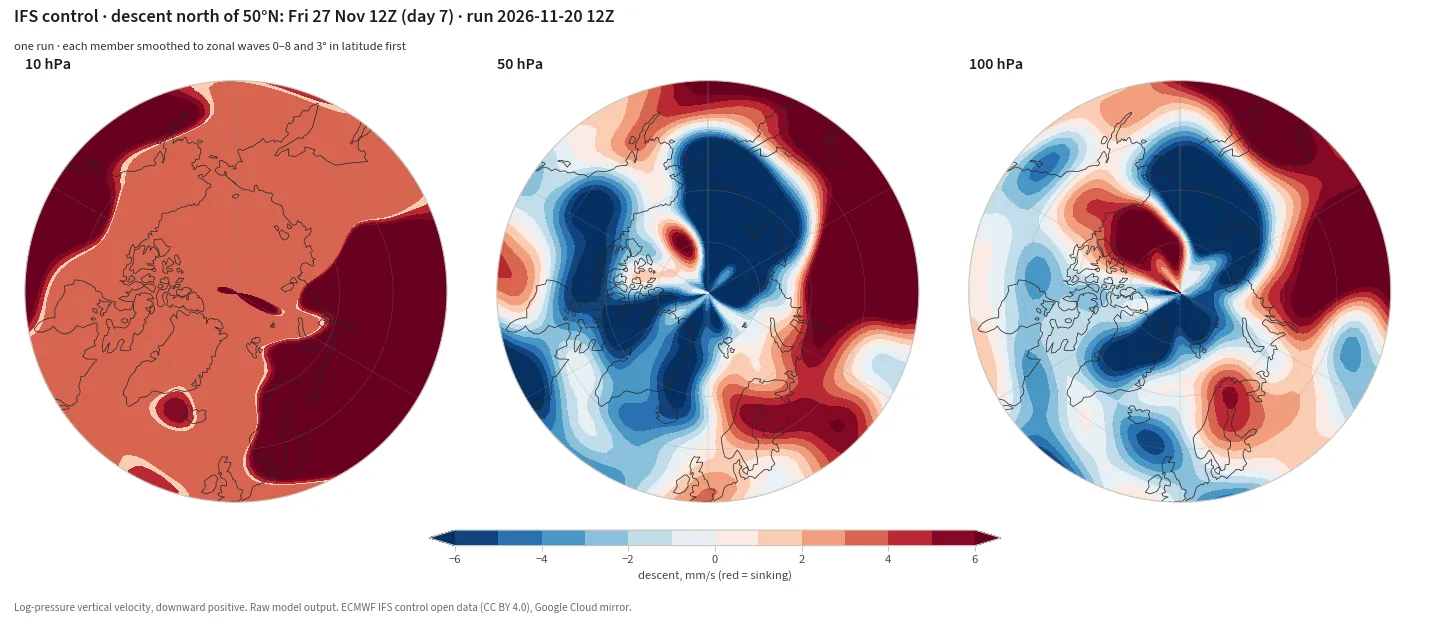 IFS control · descent north of 50°N: Fri 27 Nov 12Z (day 7) · run 2026-11-20 12Z
one run · each member smoothed to zonal waves 0–8 and 3° in latitude first
10 hPa
50 hPa
100 hPa
−6 −4 −2 0 2 4 6
descent, mm/s (red = sinking)
Log-pressure vertical velocity, downward positive. Raw model output. ECMWF IFS control open data (CC BY 4.0), Google Cloud mirror.